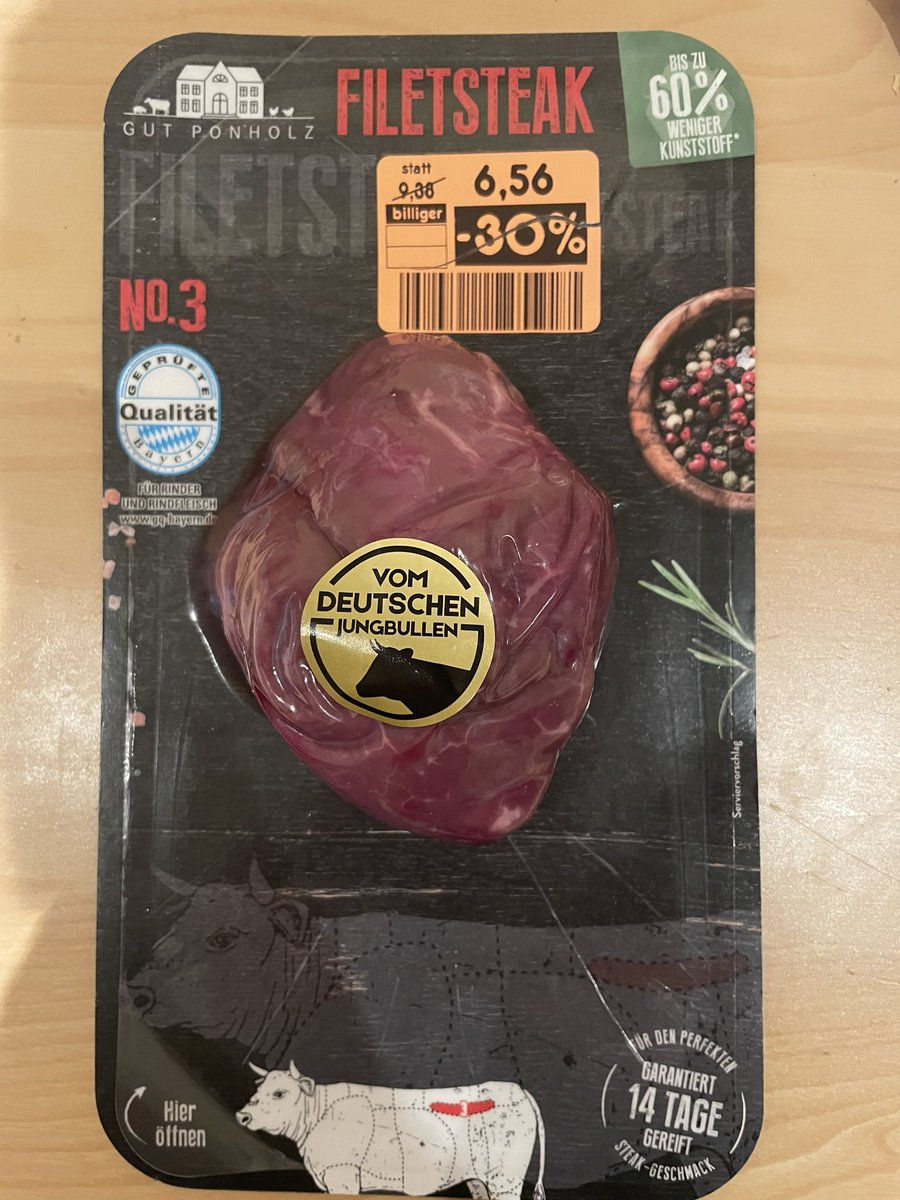 GUT PONHOLZ
FILETSTEAK
BIS ZU
60%
WENIGER
KUNSTSTOFF*
FILETST
STEAK
statt
9,38
6,56
billiger
-30%
NO.3
GEPRÜFTE
Qualität
Bayern
FÜR RINDER
UND RINDFLEISCH
www.gq-bayern.de
VOM
DEUTSCHEN
JUNGBULLEN
Serviervorschlag
Hier
öffnen
3
FÜR DEN PERFEKTEN
GARANTIERT
14 TAGE
GEREIFT
STEAK-GESCHMACK